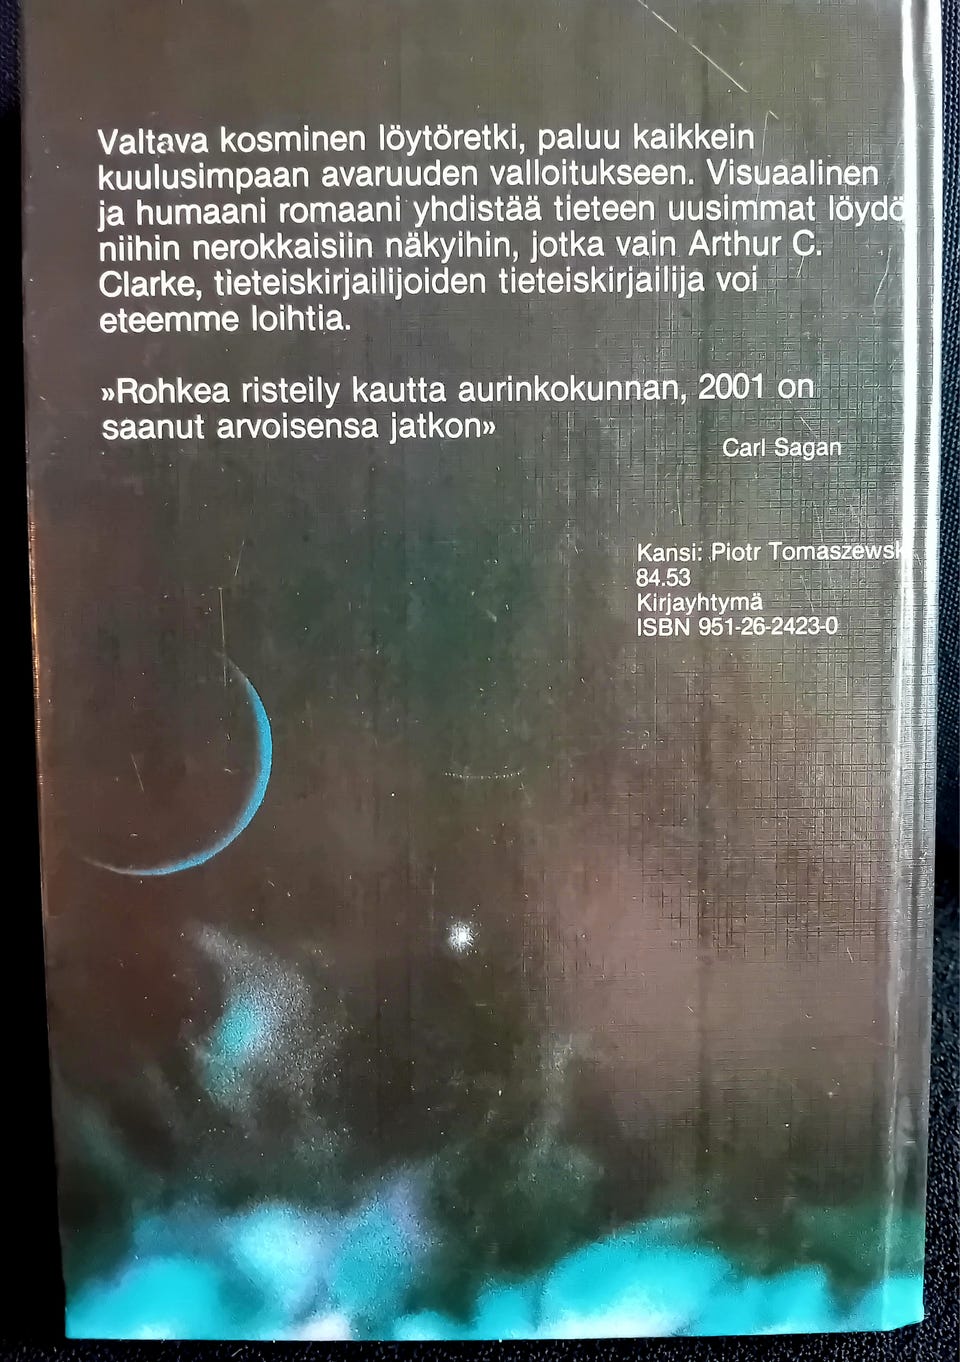 Valtava kosminen löytöretki, paluu kaikkein
kuulusimpaan avaruuden valloitukseen. Visuaalinen
ja humaani romaani yhdistää tieteen uusimmat löydö
niihin nerokkaisiin näkyihin, jotka vain Arthur C.
Clarke, tieteiskirjailijoiden tieteiskirjailija voi
eteemme loihtia.
»Rohkea risteily kautta aurinkokunnan, 2001 on
saanut arvoisensa jatkon»
Carl Sagan
Kansi: Piotr Tomaszewsk
84.53
Kirjayhtymä
ISBN 951-26-2423-0